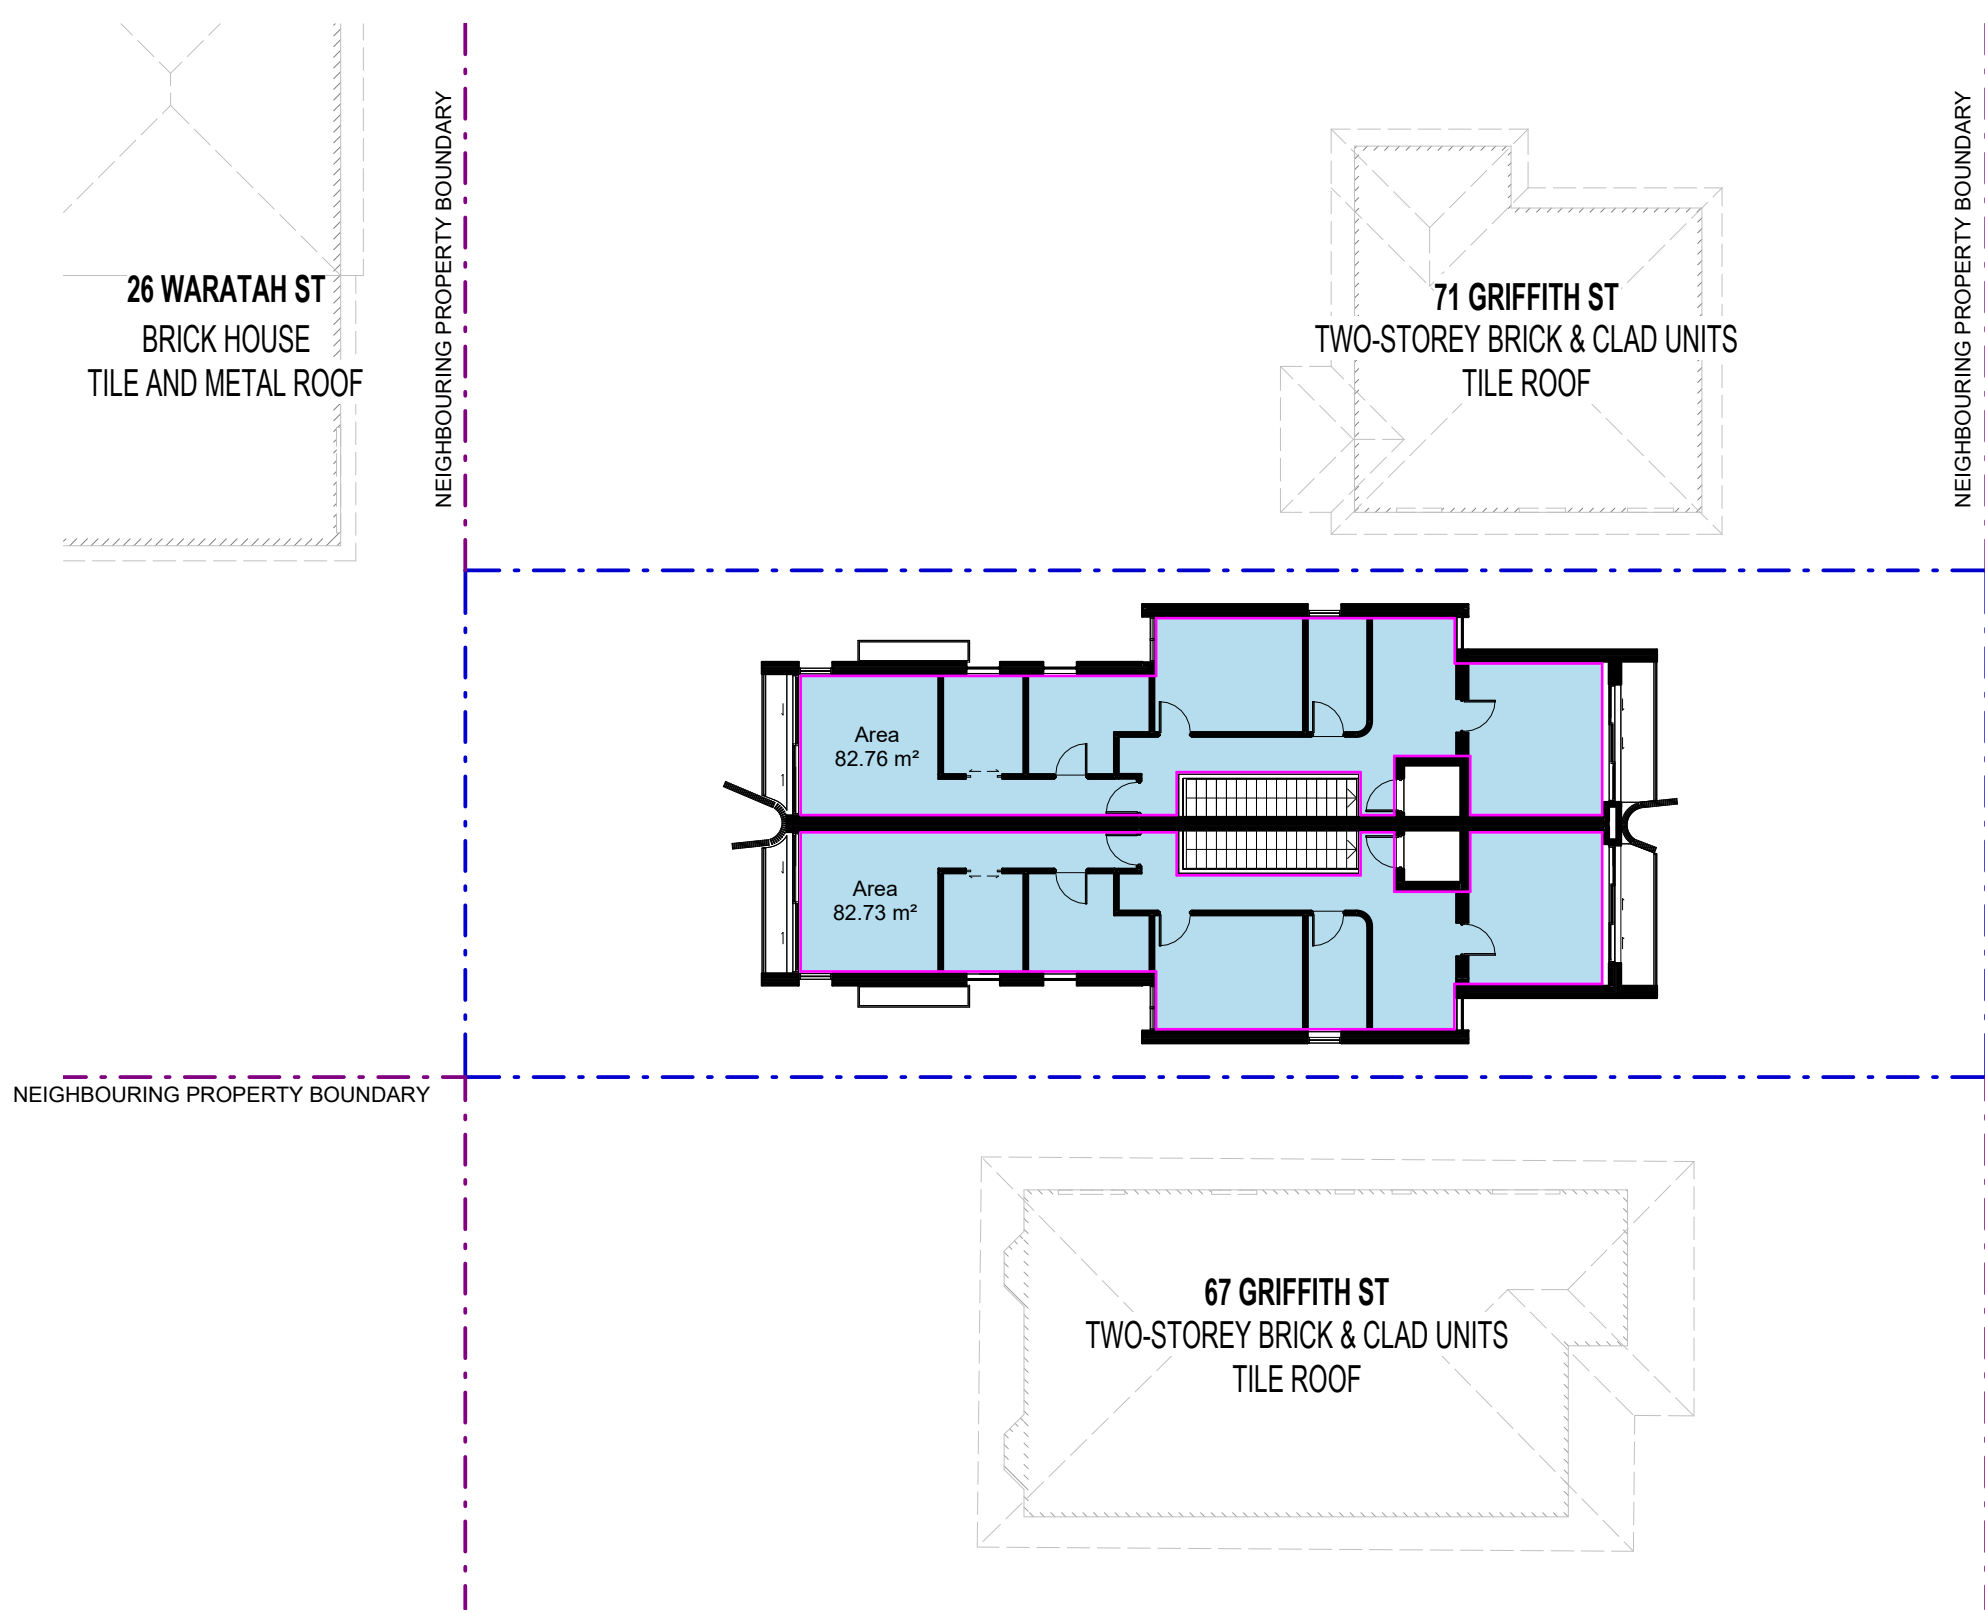 NEIGHBOURING PROPERTY BOUNDARY
NEIGHBOURING PROPERTY BOUNDARY
26 WARATAH ST
BRICK HOUSE
TILE AND METAL ROOF
71 GRIFFITH ST
TWO-STOREY BRICK & CLAD UNITS
TILE ROOF
Area
82.76 m²
Area
82.73 m²
NEIGHBOURING PROPERTY BOUNDARY
67 GRIFFITH ST
TWO-STOREY BRICK & CLAD UNITS
TILE ROOF